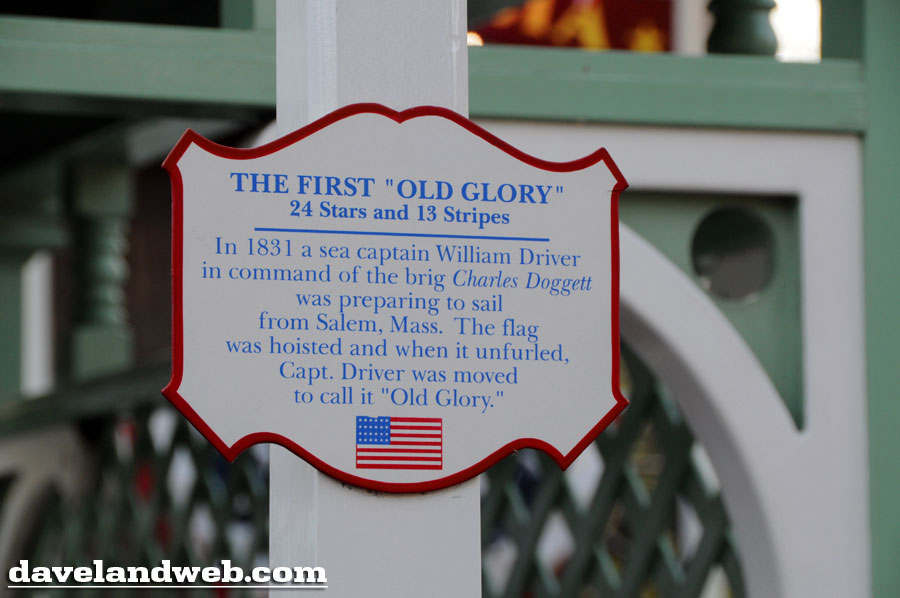 THE FIRST "OLD GLORY"
24 Stars and 13 Stripes
In 1831 a sea captain William Driver
in command of the brig Charles Doggett
was preparing to sail
from Salem, Mass. The flag
was hoisted and when it unfurled,
Capt. Driver was moved
to call it "Old Glory."
davelandweb.com